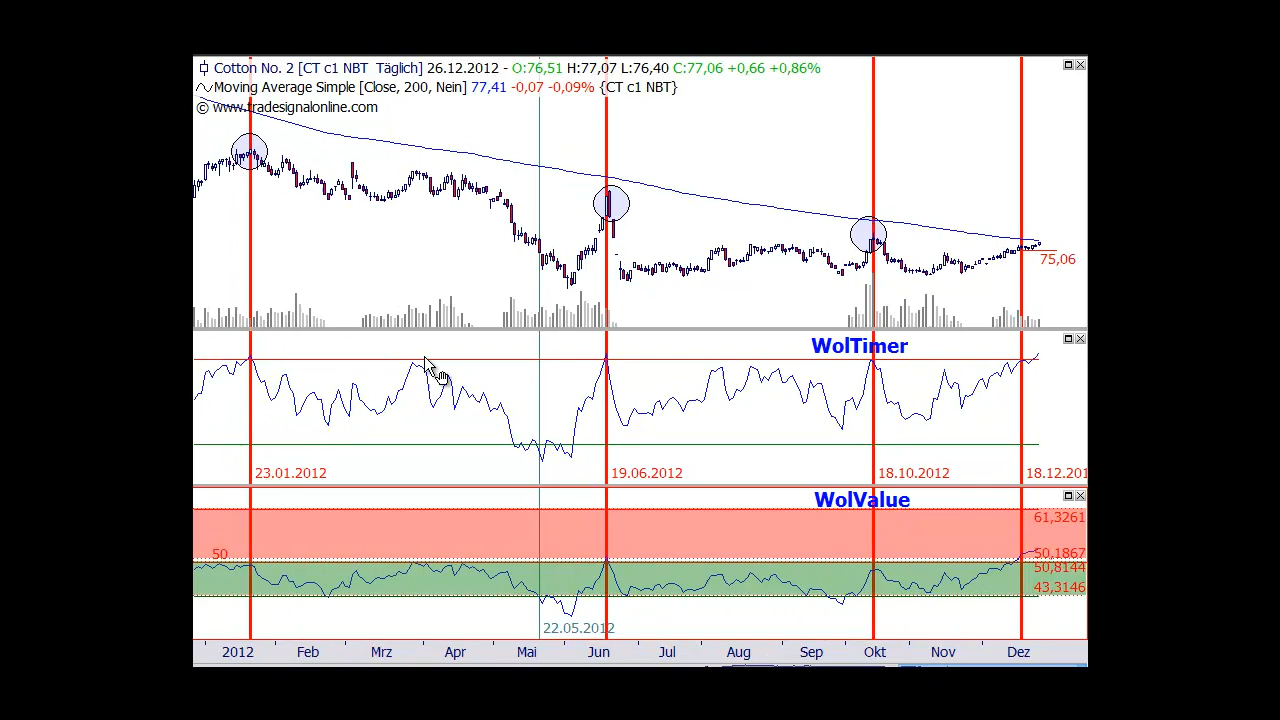 Cotton No. 2 [CT c1 NBT Täglich] 26.12.2012 - O:76,51 H:77,07 L:76,40 C:77,06 +0,66 +0,86%
Moving Average Simple [Close, 200, Nein] 77,41 -0,07 -0,09% {CT c1 NBT}
© www.tradesignalonline.com
75,06
WolTimer
23.01.2012 19.06.2012 18.10.2012 18.12.201
WolValue
61,3261
50 50,1867
50,8144
43,3146
22.05.2012
2012 Feb Mrz Apr Mai Jun Jul Aug Sep Okt Nov Dez